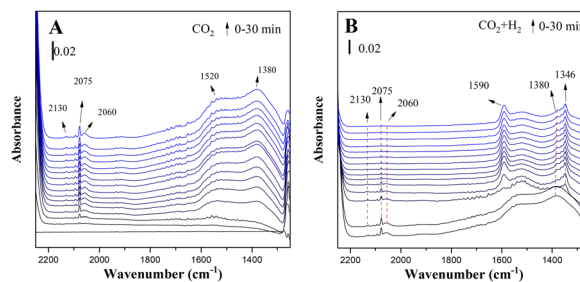 A
CO2 0-30 min
0.02
2075
1520
1380
2130
2060
Absorbance
2200
2000
1800
1600
1400
Wavenumber (cm-1)
B
CO2+H2 0-30 min
0.02
1346
2075
1590
1380
2130
2060
Absorbance
2200
2000
1800
1600
1400
Wavenumber (cm-1)